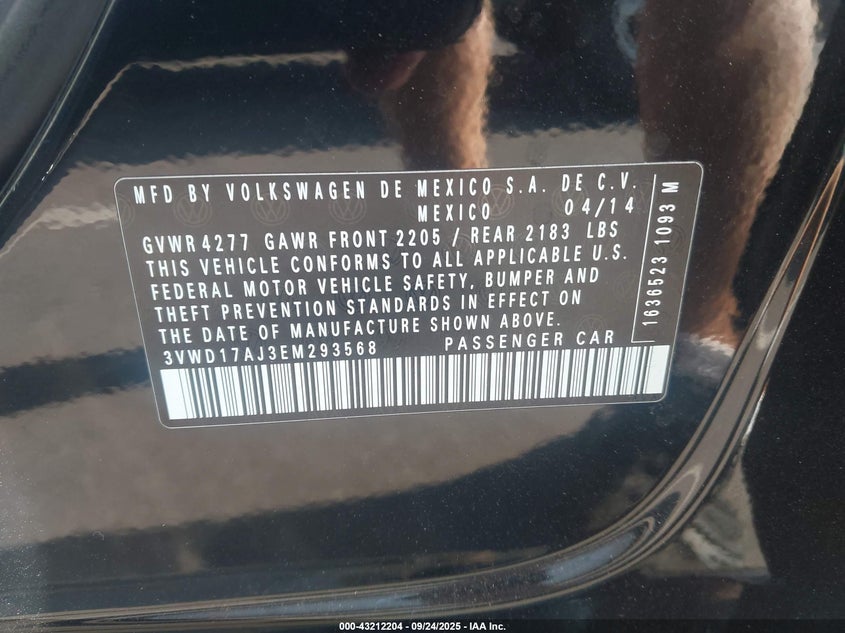 MFD BY VOLKSWAGEN DE MEXICO S.A. DE C.V.
MEXICO 04/14
GVWR 4277 GAWR FRONT 2205 / REAR 2183 LBS
THIS VEHICLE CONFORMS TO ALL APPLICABLE U.S.
FEDERAL MOTOR VEHICLE SAFETY, BUMPER AND
THEFT PREVENTION STANDARDS IN EFFECT ON
THE DATE OF MANUFACTURE SHOWN ABOVE.
3VWD17AJ3EM293568 PASSENGER CAR
1636523 1093 M
000-43212204 - 09/24/2025 - IAA Inc.